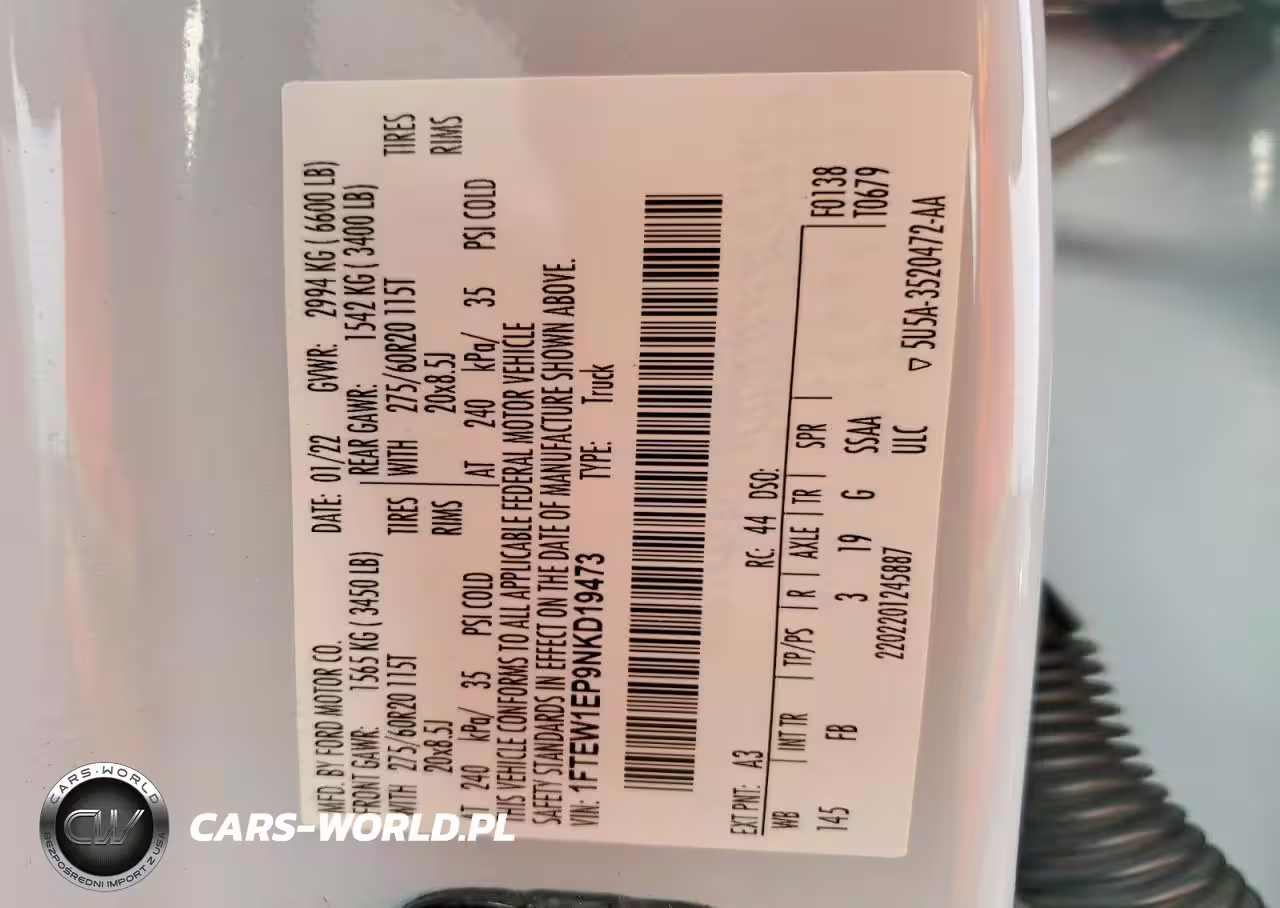 MFD. BY FORD MOTOR CO.
DATE: 01/22 GVWR: 2994 KG ( 6600 LB)
FRONT GAWR: 1565 KG ( 3450 LB)
REAR GAWR: 1542 KG ( 3400 LB)
WITH 275/60R20 115T TIRES
WITH 275/60R20 115T TIRES
20x8.5J RIMS
20x8.5J RIMS
AT 240 kPa/ 35 PSI COLD
AT 240 kPa/ 35 PSI COLD
THIS VEHICLE CONFORMS TO ALL APPLICABLE FEDERAL MOTOR VEHICLE
SAFETY STANDARDS IN EFFECT ON THE DATE OF MANUFACTURE SHOWN ABOVE.
VIN: 1FTEW1EP9NKD19473 TYPE: Truck
EXT PNT: A3 RC: 44 DSO:
WB INT TR TP/PS R AXLE TR SPR F0138
T0679
145 FB 3 19 G SSAA
2202201245887 ULC
▽ 5U5A-3520472-AA
CARS-WORLD
CW
BEZPOŚREDNI IMPORT Z USA
CARS-WORLD.PL